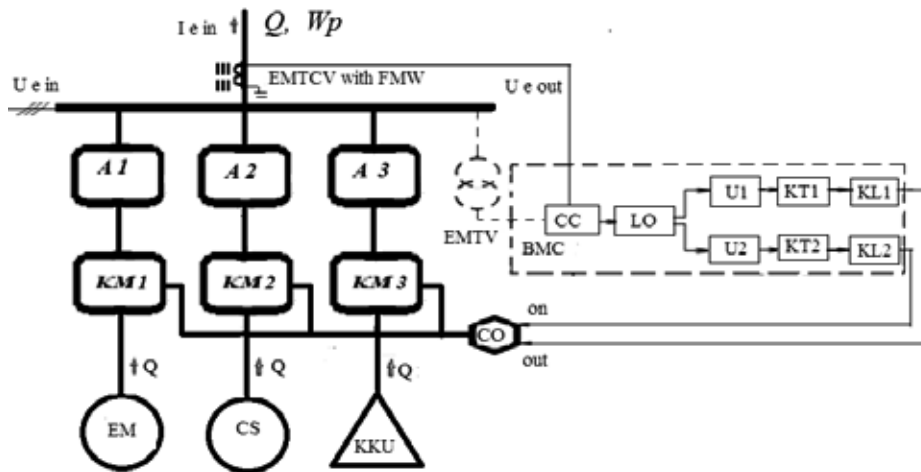 I e in Q, Wp
EMTCV with FMW
U e in
U e out
A 1
A 2
A 3
U1
KT1
KL1
CC
LO
EMTV
BMC
U2
KT2
KL2
KM 1
KM 2
KM 3
on
CO
out
Q
Q
Q
EM
CS
KKU